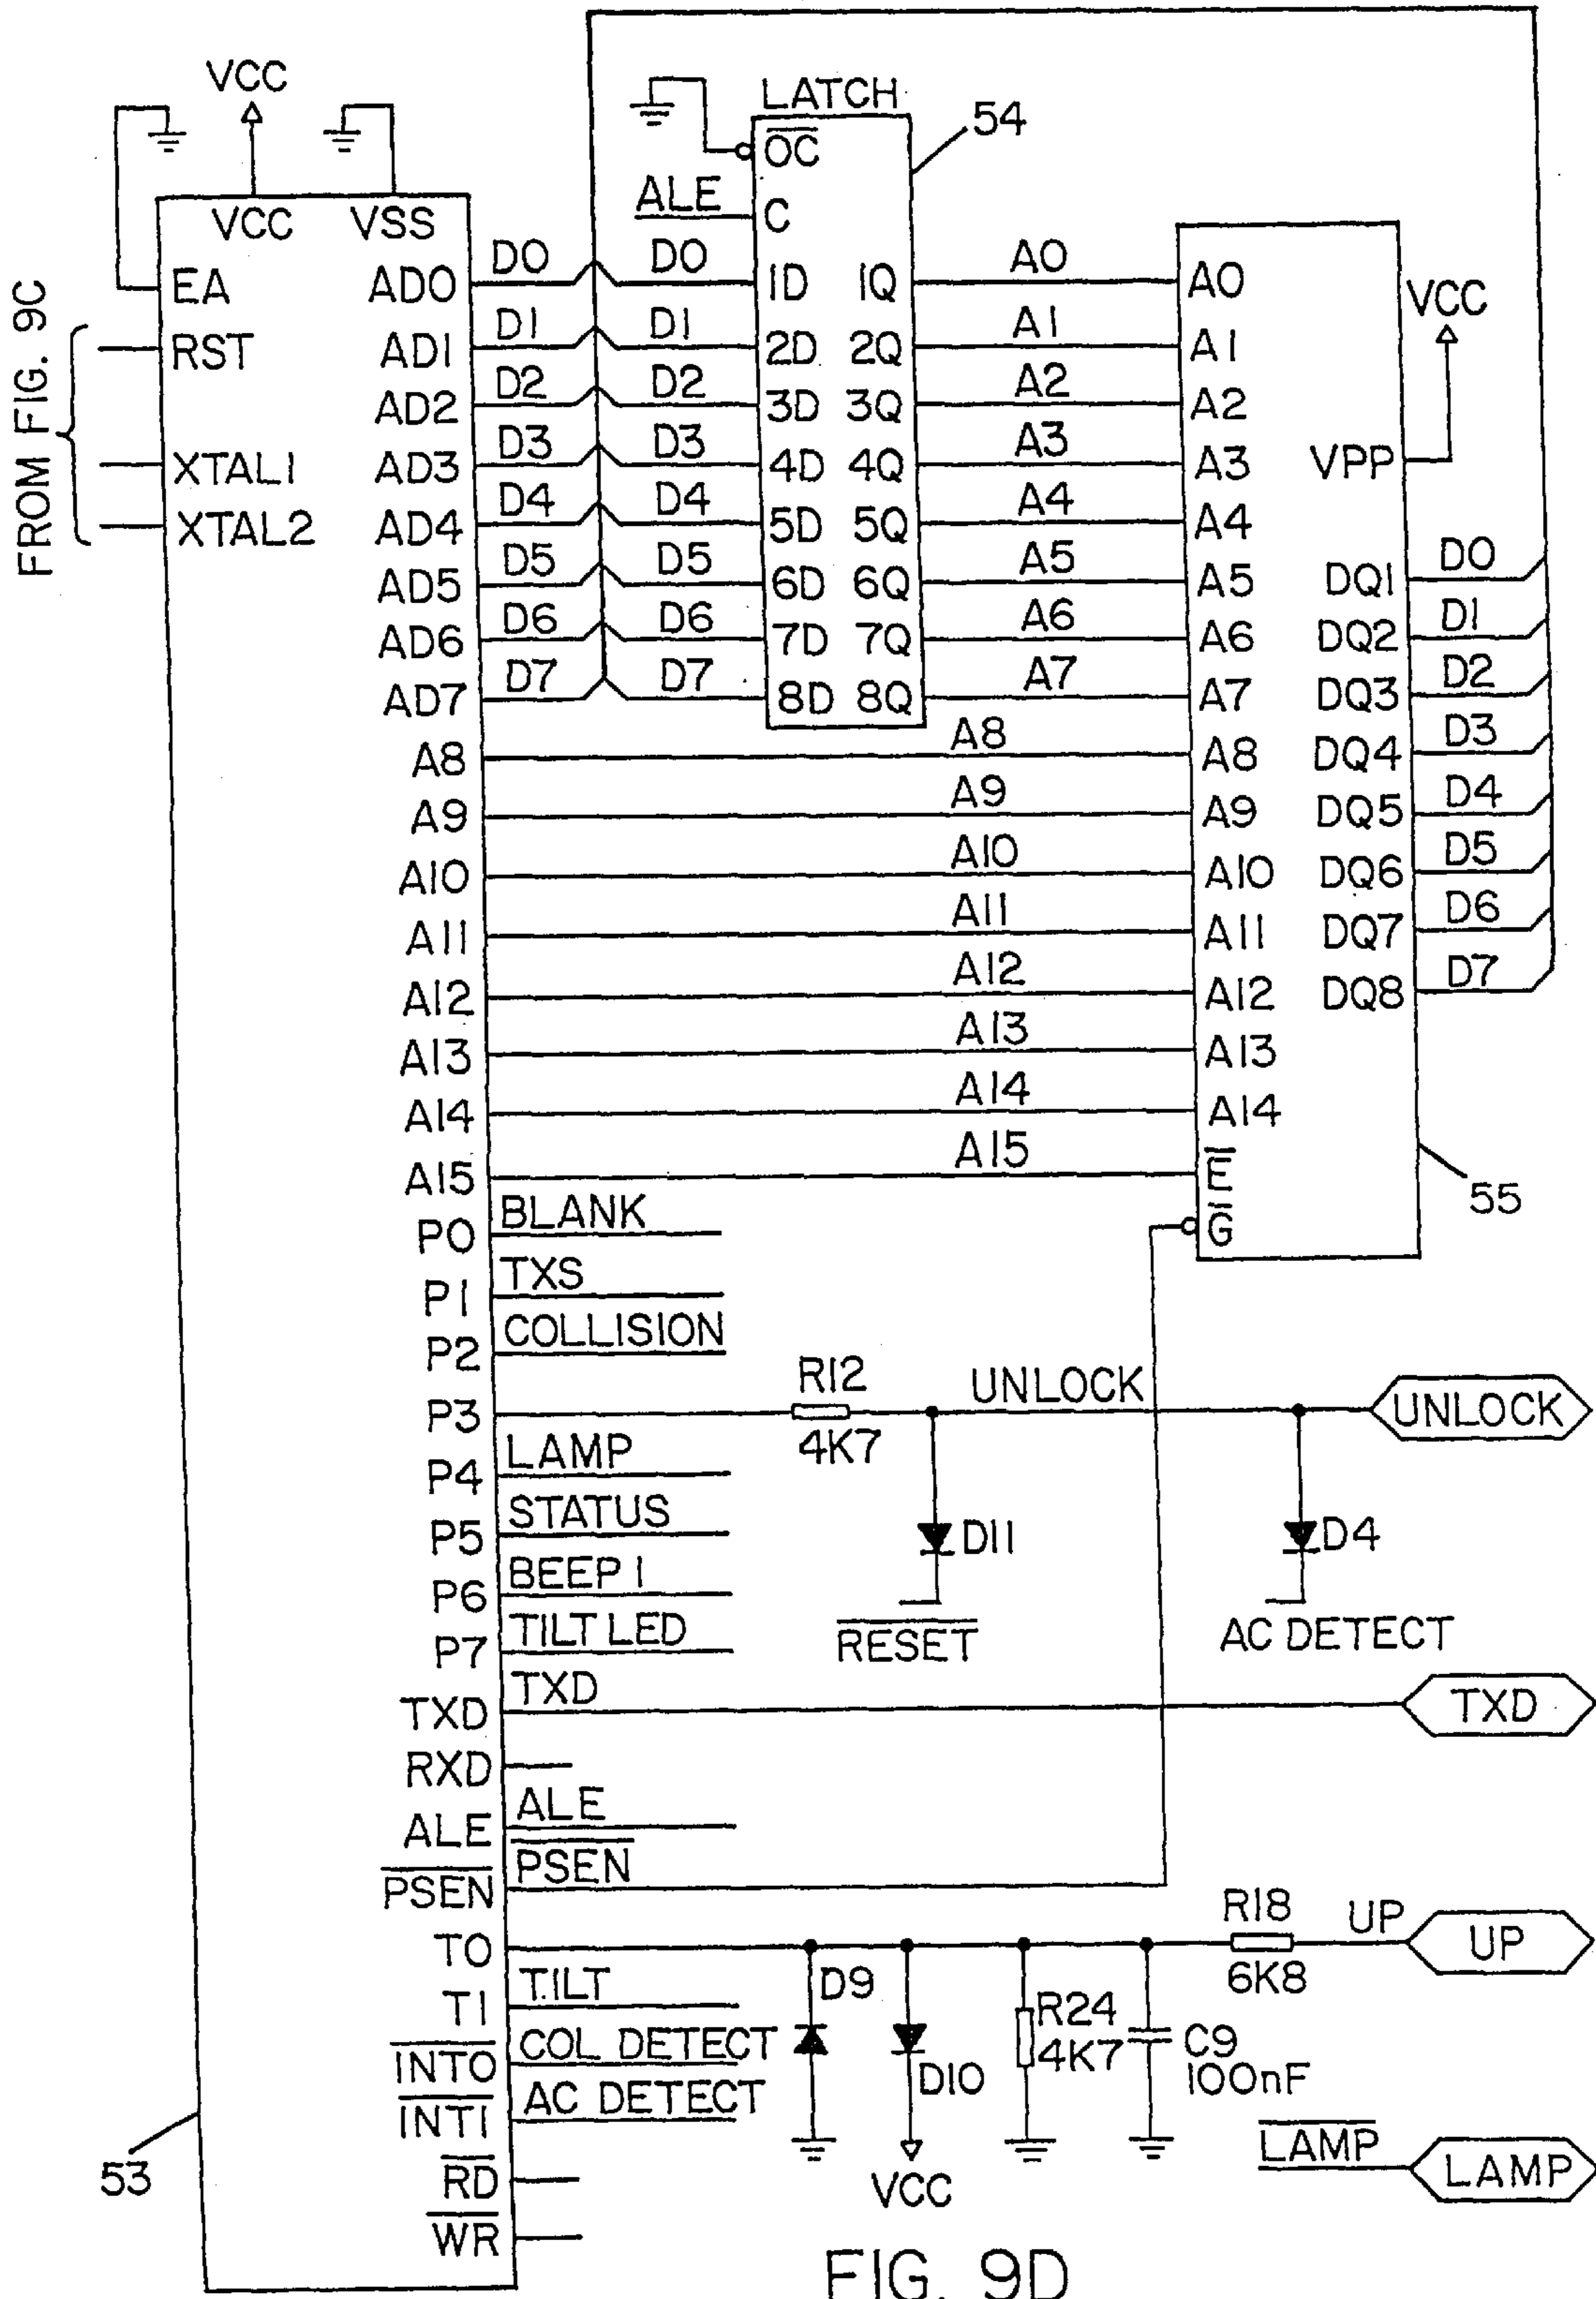 VCC
LATCH
54
OC
ALE
C
VCC VSS
EA
FROM FIG. 9C
RST
XTAL1
XTAL2
AD0 D0 D0 1D 1Q A0 A0
AD1 D1 D1 2D 2Q A1 A1
AD2 D2 D2 3D 3Q A2 A2
AD3 D3 D3 4D 4Q A3 A3
AD4 D4 D4 5D 5Q A4 A4
AD5 D5 D5 6D 6Q A5 A5
AD6 D6 D6 7D 7Q A6 A6
AD7 D7 D7 8D 8Q A7 A7
VCC
VPP
DQ1 D0
DQ2 D1
DQ3 D2
DQ4 D3
DQ5 D4
DQ6 D5
DQ7 D6
DQ8 D7
A8 A8 A8
A9 A9 A9
A10 A10 A10
A11 A11 A11
A12 A12 A12
A13 A13 A13
A14 A14 A14
A15 A15 E
G
55
P0 BLANK
P1 TXS
P2 COLLISION
P3 R12 4K7 UNLOCK UNLOCK
P4 LAMP
P5 STATUS
D11
D4
P6 BEEP 1
RESET
AC DETECT
P7 TILT LED
TXD TXD TXD
RXD
ALE ALE
PSEN PSEN
T0 R18 6K8 UP UP
T1 TILT
D9
D10
R24
4K7
C9
100nF
INT0 COL DETECT
INT1 AC DETECT
VCC
LAMP LAMP
53
RD
WR
FIG. 9D